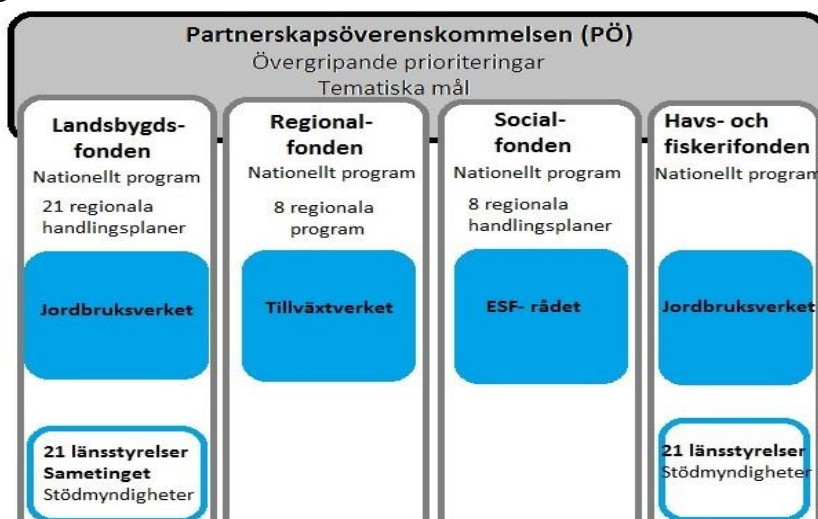 Partnerskapsöverenskommelsen (PÖ)
Övergripande prioriteringar
Tematiska mål
Landsbygds-
fonden
Nationellt program
21 regionala
handlingsplaner
Jordbruksverket
21 länsstyrelser
Sametinget
Stödmyndigheter
Regional-
fonden
Nationellt program
8 regionala
program
Tillväxtverket
Social-
fonden
Nationellt program
8 regionala
handlingsplaner
ESF- rådet
Havs- och
fiskerifonden
Nationellt program
Jordbruksverket
21 länsstyrelser
Stödmyndigheter